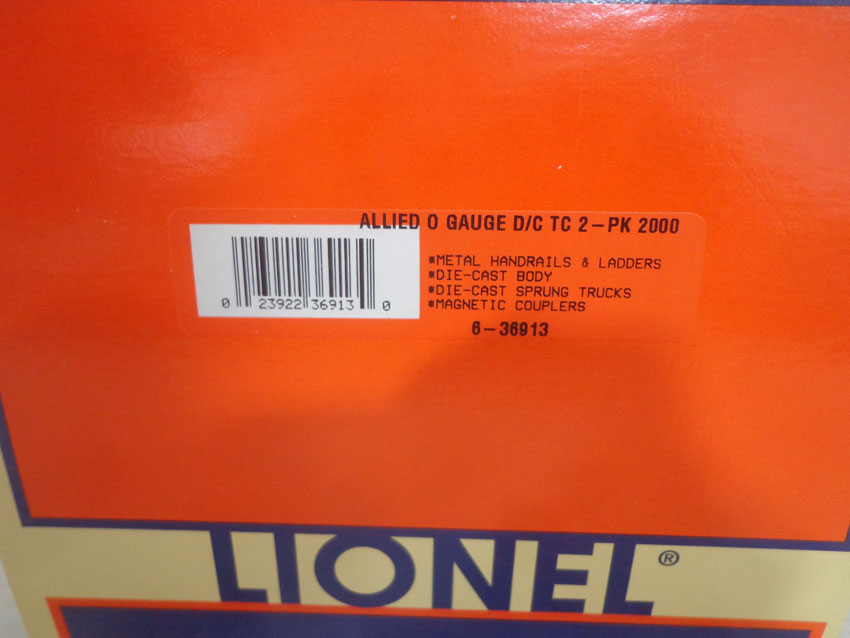 ALLIED O GAUGE D/C TC 2-PK 2000
*METAL HANDRAILS & LADDERS
*DIE-CAST BODY
*DIE-CAST SPRUNG TRUCKS
*MAGNETIC COUPLERS
0 23922 36913 0
6-36913
LIONEL®